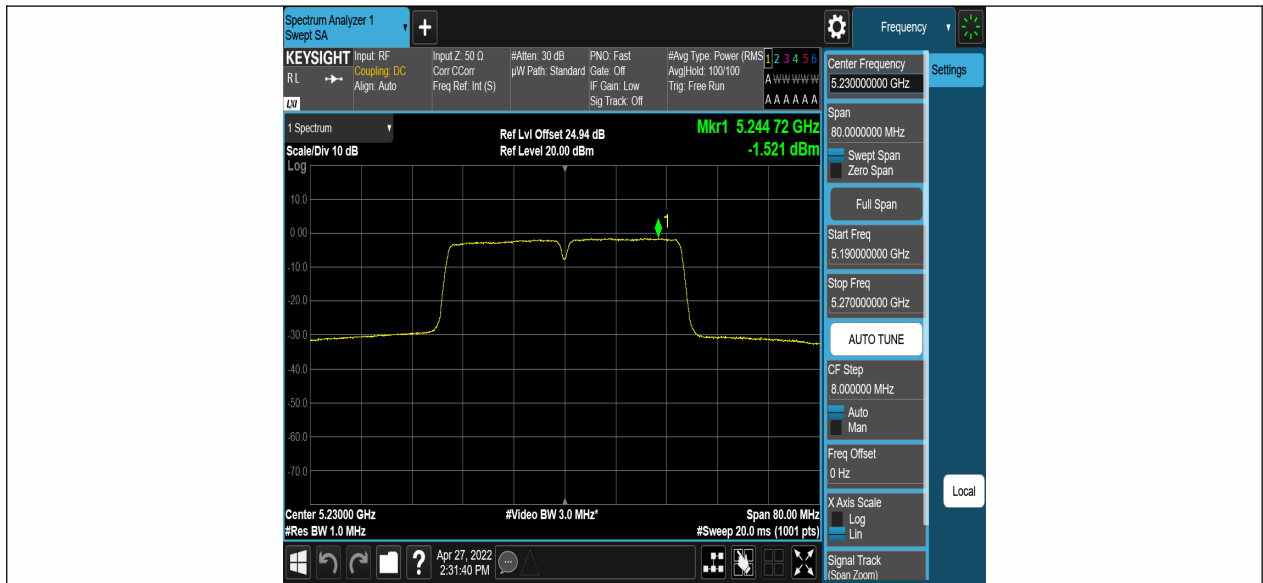 Spectrum Analyzer 1
Swept SA
+
Frequency
KEYSIGHT
RL
LXI
Input: RF
Coupling: DC
Align: Auto
Input Z: 50 Ω
Corr CCorr
Freq Ref: Int (S)
#Atten: 30 dB
µW Path: Standard
PNO: Fast
Gate: Off
IF Gain: Low
Sig Track: Off
#Avg Type: Power (RMS
Avg|Hold: 100/100
Trig: Free Run
1 2 3 4 5 6
A W W W W W
A A A A A A
1 Spectrum
Scale/Div 10 dB
Log
Ref Lvl Offset 24.94 dB
Ref Level 20.00 dBm
Mkr1 5.244 72 GHz
-1.521 dBm
10.0
0.00
-10.0
-20.0
-30.0
-40.0
-50.0
-60.0
-70.0
1
Center 5.23000 GHz
#Res BW 1.0 MHz
#Video BW 3.0 MHz*
Span 80.00 MHz
#Sweep 20.0 ms (1001 pts)
?
Apr 27, 2022
2:31:40 PM
Center Frequency
5.230000000 GHz
Settings
Span
80.0000000 MHz
Swept Span
Zero Span
Full Span
Start Freq
5.190000000 GHz
Stop Freq
5.270000000 GHz
AUTO TUNE
CF Step
8.000000 MHz
Auto
Man
Freq Offset
0 Hz
Local
X Axis Scale
Log
Lin
Signal Track
(Span Zoom)